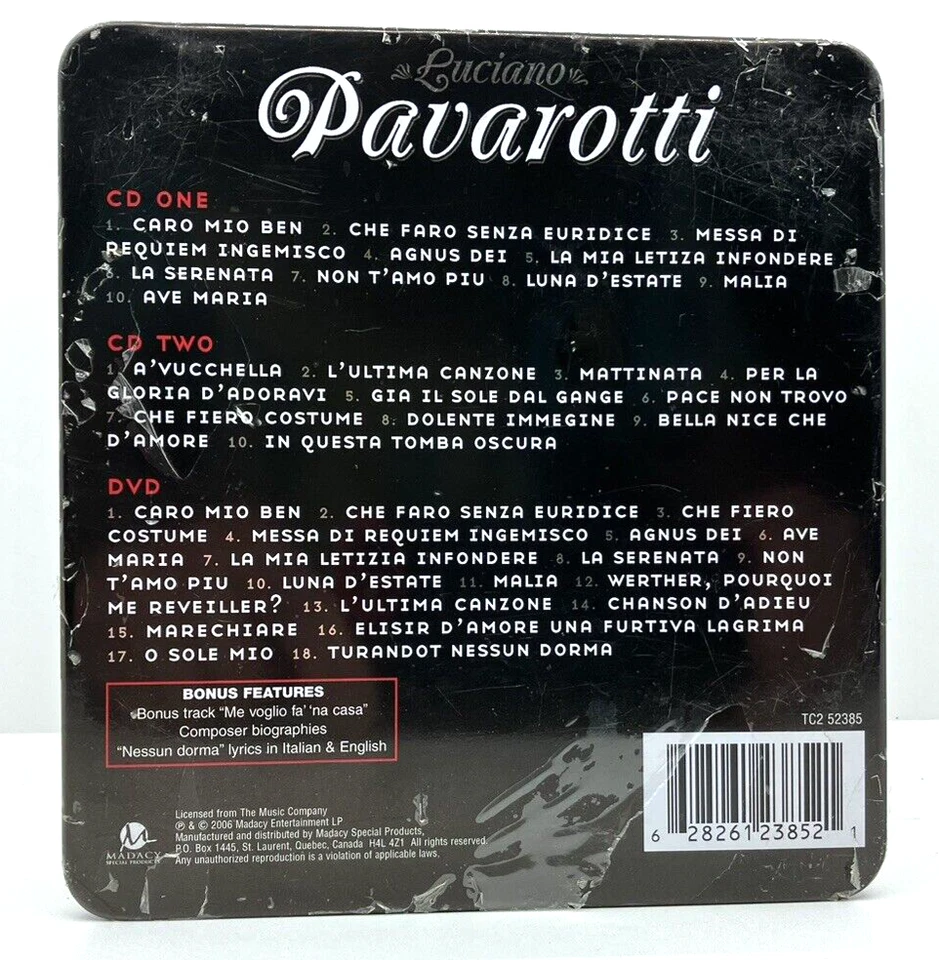 Luciano
Pavarotti
CD ONE
1. CARO MIO BEN 2. CHE FARO SENZA EURIDICE 3. MESSA DI
REQUIEM INGEMISCO 4. AGNUS DEI 5. LA MIA LETIZA INFONDERE
6. LA SERENATA 7. NON T'AMO PIU 8. LUNA D'ESTATE 9. MALIA
10. AVE MARIA
CD TWO
1. A'VUCCHELLA 2. L'ULTIMA CANZONE 3. MATTINATA 4. PER LA
GLORIA D'ADORAVI 5. GIA IL SOLE DAL GANGE 6. PACE NON TROVO
7. CHE FIERO COSTUME 8. DOLENTE IMMEGINE 9. BELLA NICE CHE
D'AMORE 10. IN QUESTA TOMBA OSCURA
DVD
1. CARO MIO BEN 2. CHE FARO SENZA EURIDICE 3. CHE FIERO
COSTUME 4. MESSA DI REQUIEM INGEMISCO 5. AGNUS DEI 6. AVE
MARIA 7. LA MIA LETIZIA INFONDERE 8. LA SERENATA 9. NON
T'AMO PIU 10. LUNA D'ESTATE 11. MALIA 12. WERTHER, POURQUOI
ME REVEILLER? 13. L'ULTIMA CANZONE 14. CHANSON D'ADIEU
15. MARECHIARE 16. ELISIR D'AMORE UNA FURTIVA LAGRIMA
17. O SOLE MIO 18. TURANDOT NESSUN DORMA
BONUS FEATURES
Bonus track "Me voglio fa' 'na casa"
Composer biographies
"Nessun dorma" lyrics in Italian & English
TC2 52385
6 28261 23852 1
Licensed from The Music Company
℗ & © 2006 Madacy Entertainment LP
Manufactured and distributed by Madacy Special Products,
P.O. Box 1445, St. Laurent, Quebec, Canada H4L 4Z1 All rights reserved.
Any unauthorized reproduction is a violation of applicable laws.
MADACY
SPECIAL PRODUCTS